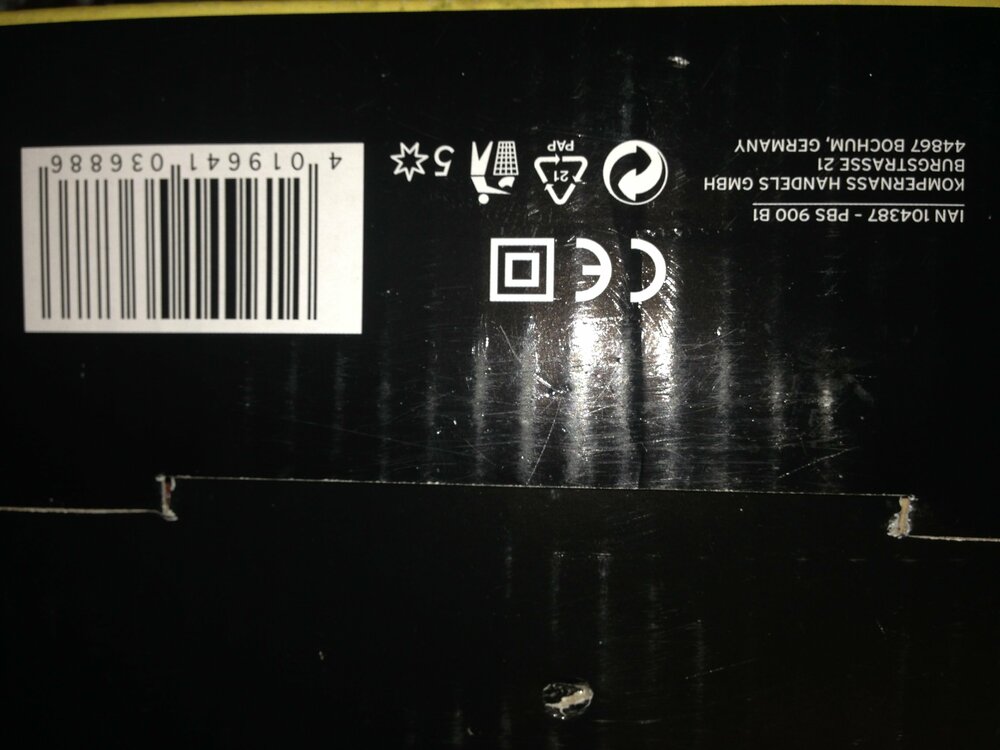 CE
IAN 104387 - PBS 900 B1
KOMPERNASS HANDELS GMBH
BURGSTRASSE 21
44867 BOCHUM, GERMANY
21
PAP
5
4 019641 036886